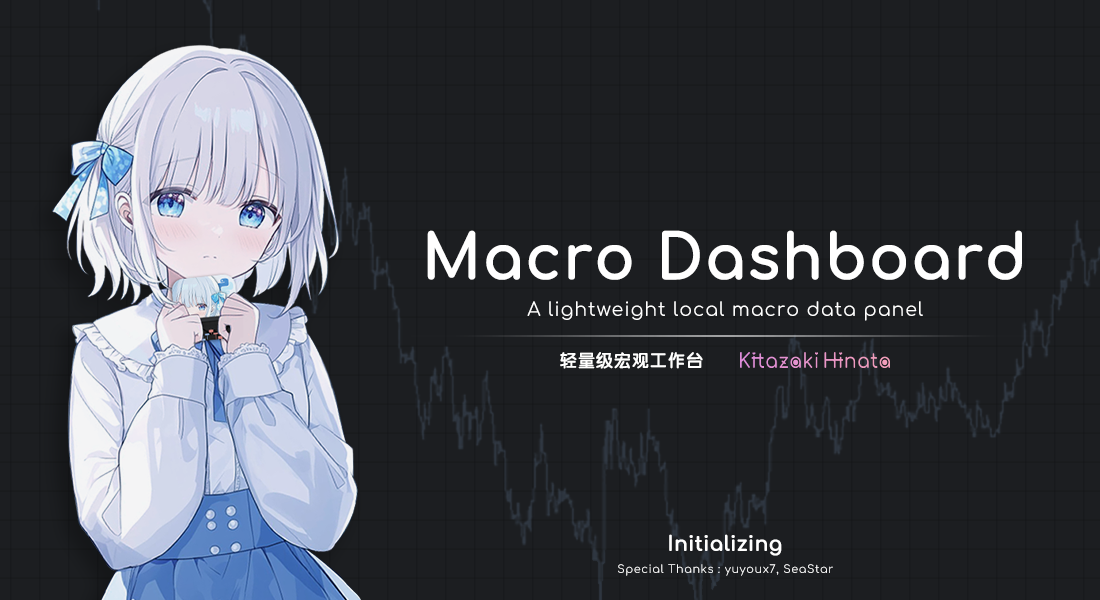 Macro Dashboard
A lightweight local macro data panel
轻量级宏观工作台 Kitazaki Hinata
Initializing
Special Thanks : yuyoux7, SeaStar